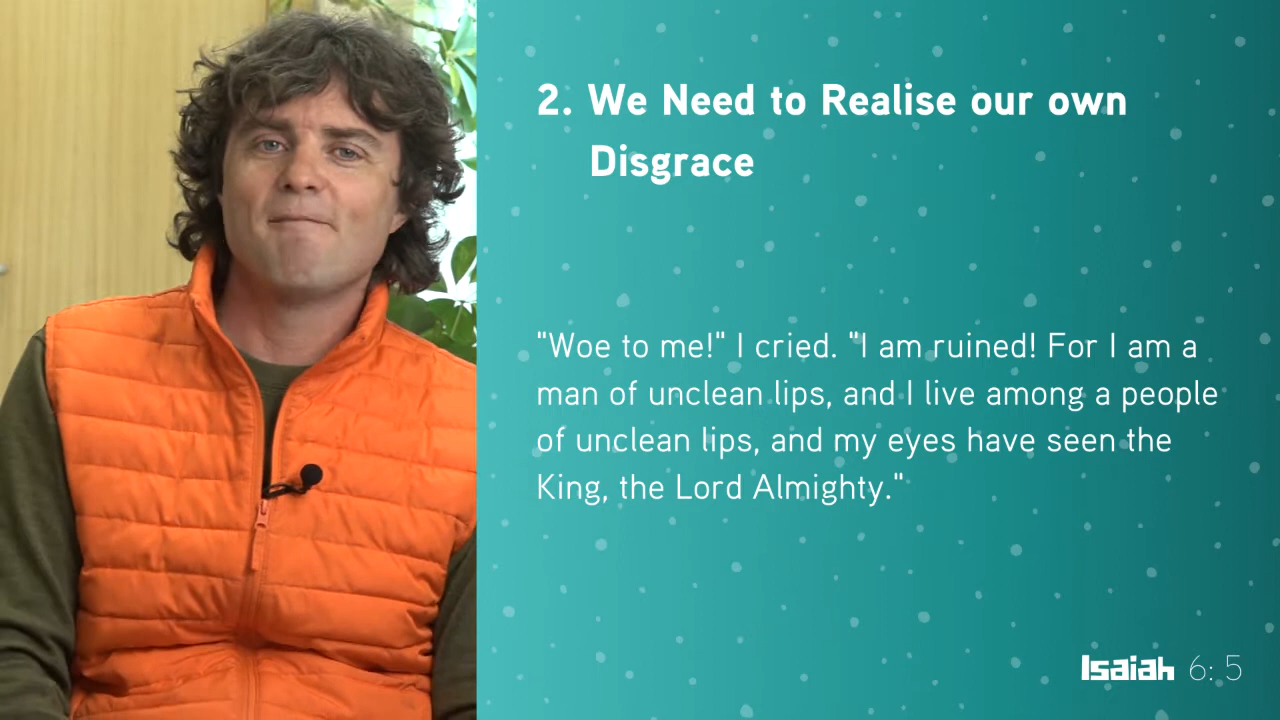 2. We Need to Realise our own
Disgrace
"Woe to me!" I cried. "I am ruined! For I am a
man of unclean lips, and I live among a people
of unclean lips, and my eyes have seen the
King, the Lord Almighty."
Isaiah 6: 5